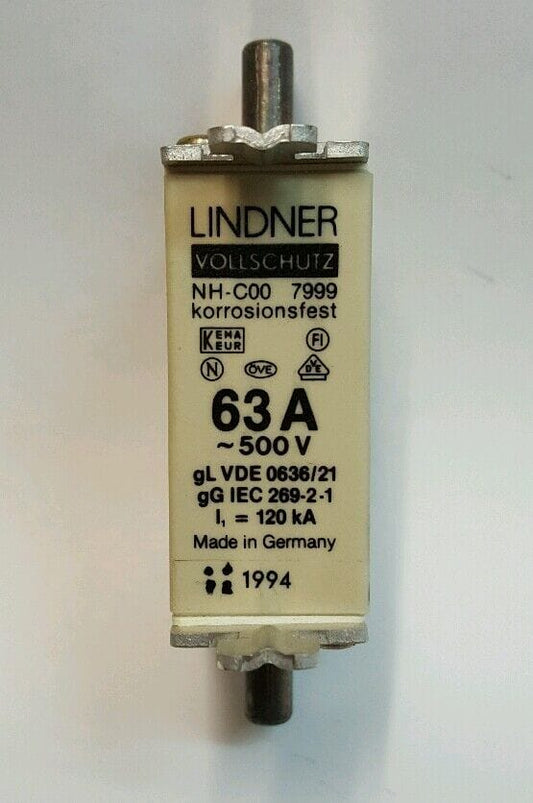 LINDNER
VOLLSCHUTZ
NH-C00 7999
korrosionsfest
KEMA KEUR FI
N ÖVE VDE
63 A
~500 V
gL VDE 0636/21
gG IEC 269-2-1
I₁ = 120 kA
Made in Germany
1994